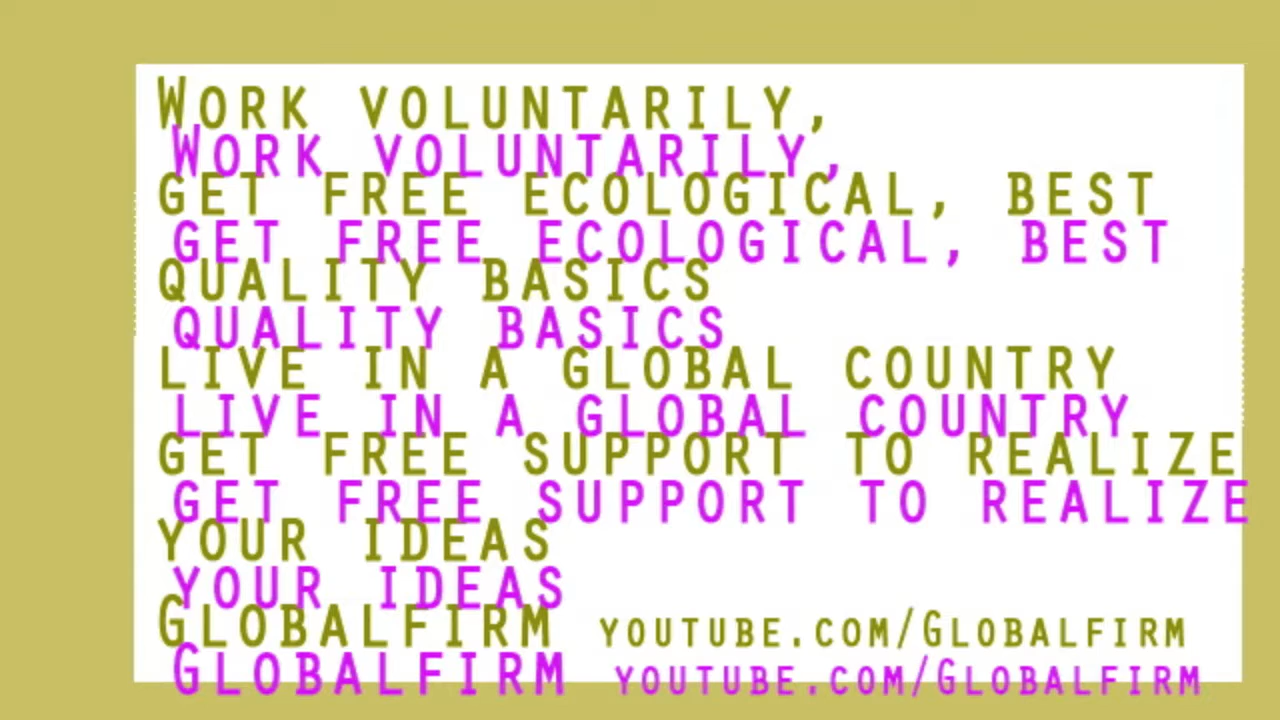 Work voluntarily,
Work voluntarily,
get free ecological, best
get free ecological, best
quality basics
quality basics
live in a global country
live in a global country
get free support to realize
get free support to realize
your ideas
your ideas
Globalfirm youtube.com/Globalfirm
Globalfirm youtube.com/Globalfirm